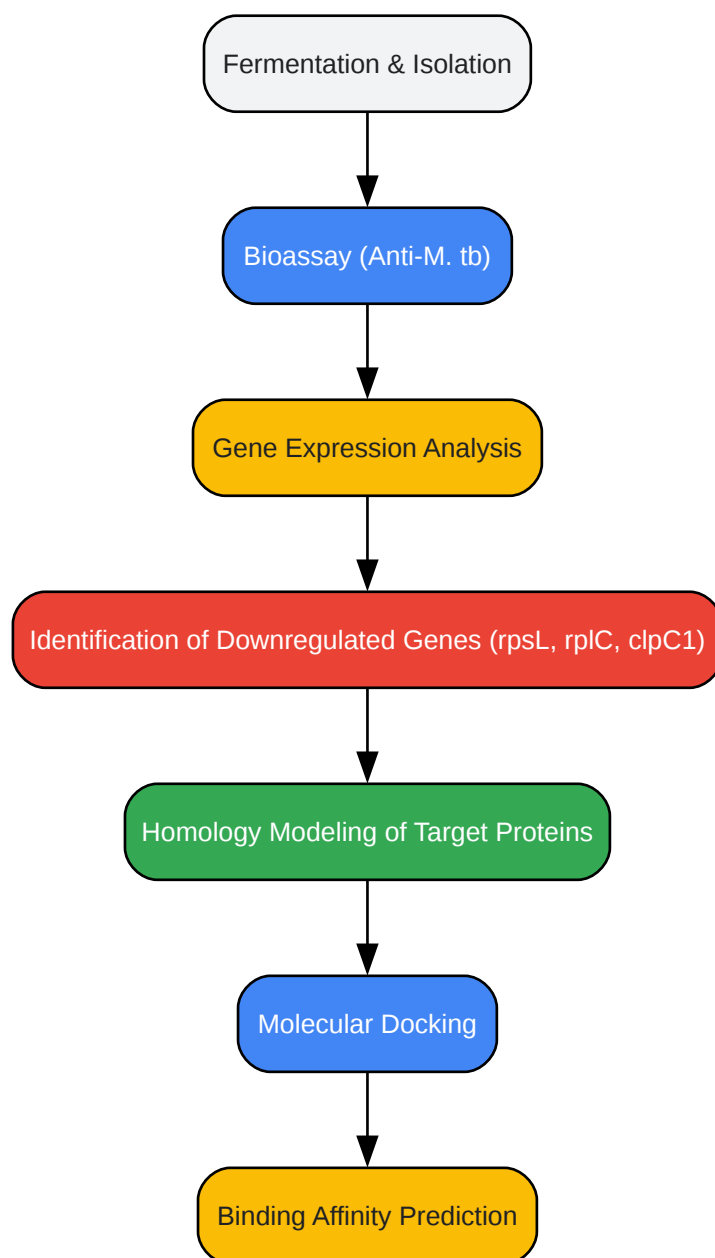 Fermentation & Isolation
Bioassay (Anti-M. tb)
Gene Expression Analysis
Identification of Downregulated Genes (rpsL, rplC, clpC1)
Homology Modeling of Target Proteins
Molecular Docking
Binding Affinity Prediction